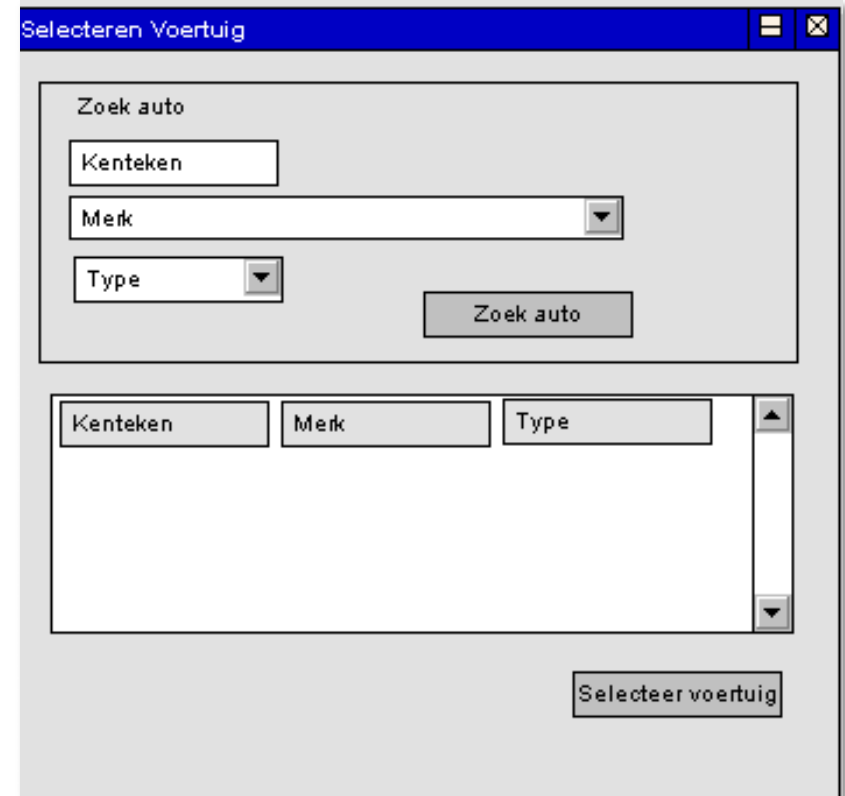 Selecteren Voertuig
Zoek auto
Kenteken
Merk
Type
Zoek auto
Kenteken Merk Type
Selecteer voertuig